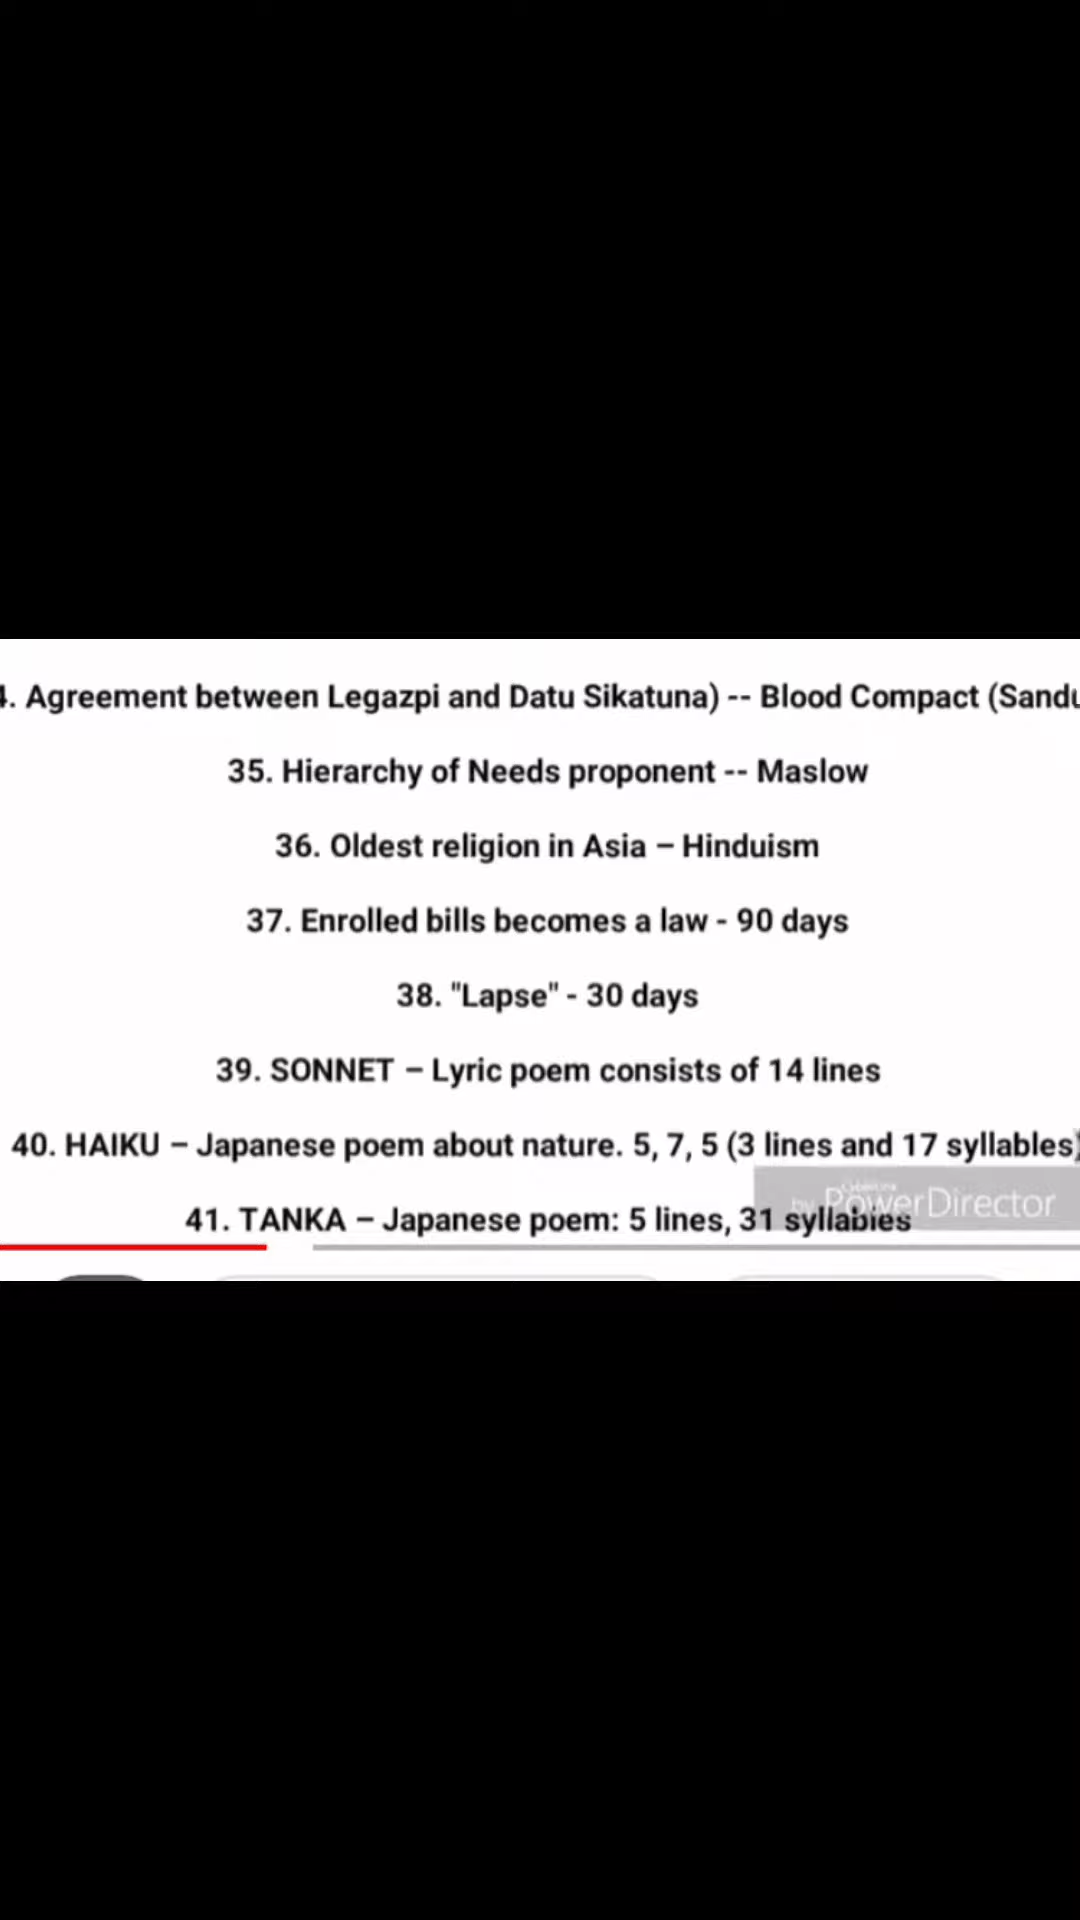 4. Agreement between Legazpi and Datu Sikatuna) -- Blood Compact (Sandu
35. Hierarchy of Needs proponent -- Maslow
36. Oldest religion in Asia – Hinduism
37. Enrolled bills becomes a law - 90 days
38. "Lapse" - 30 days
39. SONNET – Lyric poem consists of 14 lines
40. HAIKU – Japanese poem about nature. 5, 7, 5 (3 lines and 17 syllables)
by CyberLink PowerDirector
41. TANKA – Japanese poem: 5 lines, 31 syllables